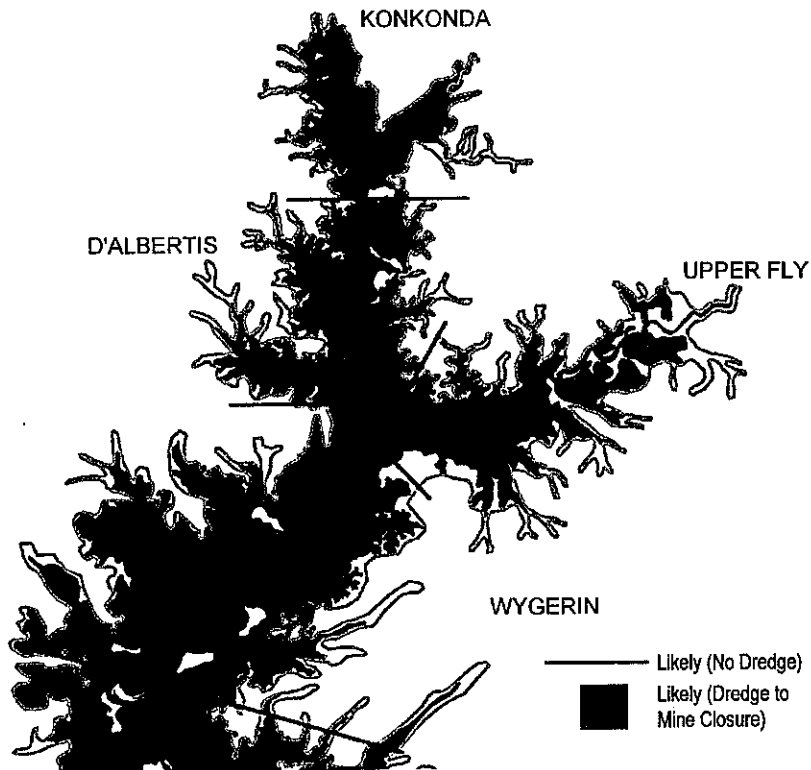 KONKONDA
D'ALBERTIS
UPPER FLY
WYGERIN
Likely (No Dredge)
Likely (Dredge to
Mine Closure)